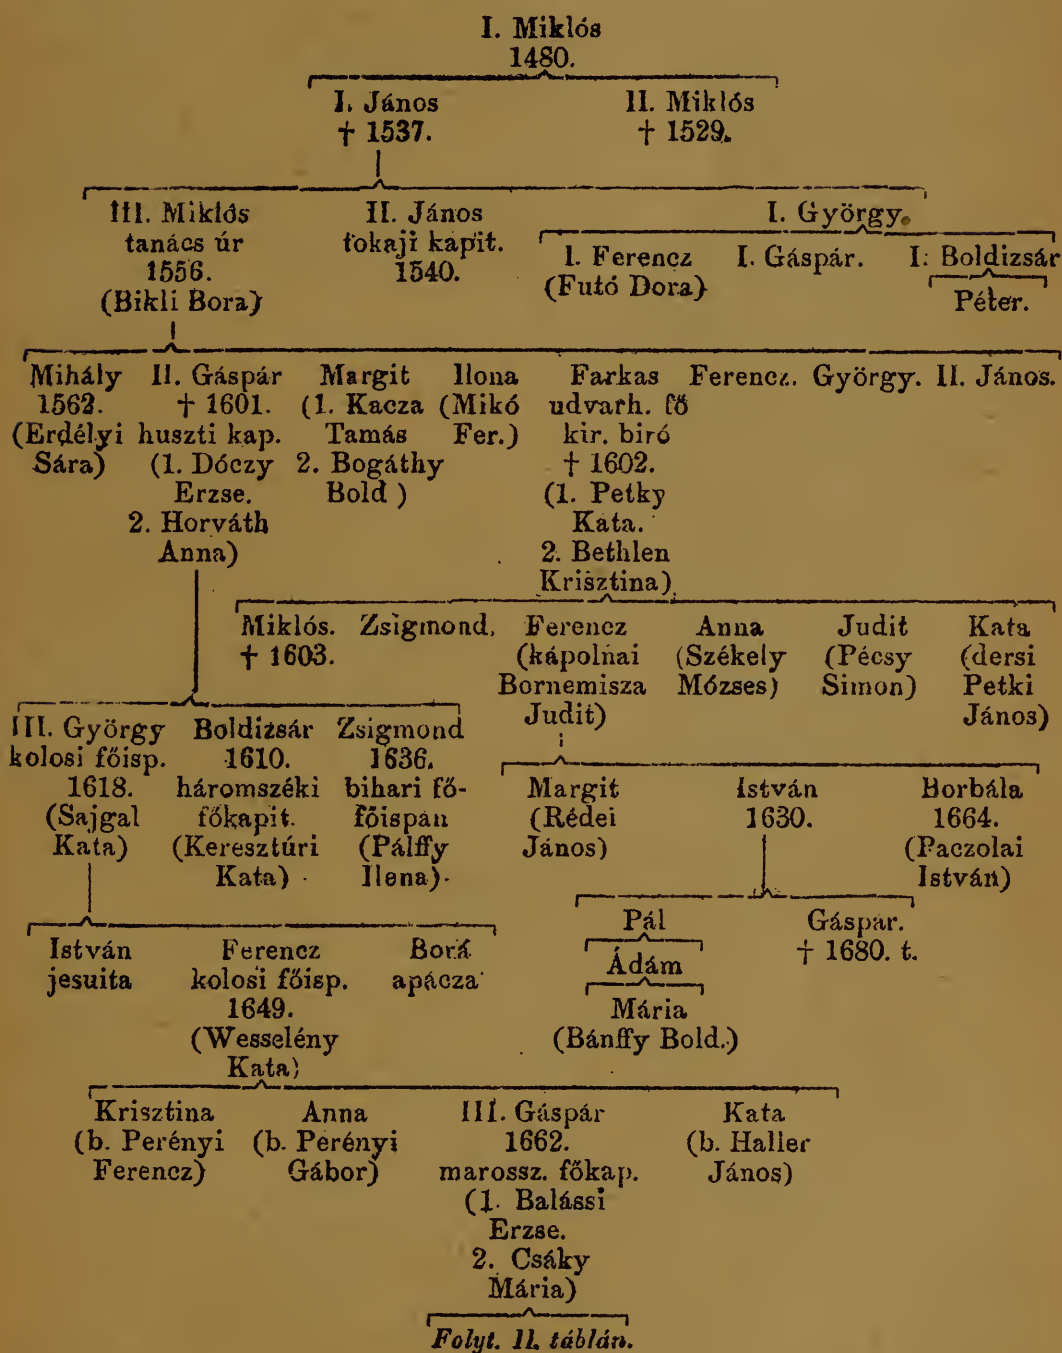 I. Miklós
1480.
I. János II. Miklós
† 1537. † 1529.
III. Miklós II. János I. György.
tanács úr tokaji kapit. I. Ferencz I. Gáspár. I. Boldizsár
1556. 1540. (Futó Dora) Péter.
(Bikli Bora)
Mihály II. Gáspár Margit Ilona Farkas Ferencz. György. II. János.
1562. † 1601. (1. Kacza (Mikó udvarh. fő
(Erdélyi huszti kap. Tamás Fer.) kir. biró
Sára) (1. Dóczy 2. Bogáthy † 1602.
Erzse. Bold ) (1. Petky
2. Horváth Kata.
Anna) 2. Bethlen
Krisztina)
Miklós. Zsigmond. Ferencz Anna Judit Kata
† 1603. (kápolnai (Székely (Pécsy (dersi
Bornemisza Mózses) Simon) Petki
Judit) János)
III. György Boldizsár Zsigmond
kolosi főisp. 1610. 1636.
1618. háromszéki bihari fő- Margit István Borbála
(Sajgal főkapit. főispán (Rédei 1630. 1664.
Kata) (Keresztúri (Pálffy János) (Paczolai
Kata) Ilena) István)
Pál Gáspár.
István Ferencz Bora Ádám † 1680. t.
jesuita kolosi főisp. apácza
1649. Mária
(Wesselény (Bánffy Bold.)
Kata)
Krisztina Anna III. Gáspár Kata
(b. Perényi (b. Perényi 1662. (b. Haller
Ferencz) Gábor) marossz. főkap. János)
(1. Balássi
Erzse.
2. Csáky
Mária)
Folyt. II. táblán.